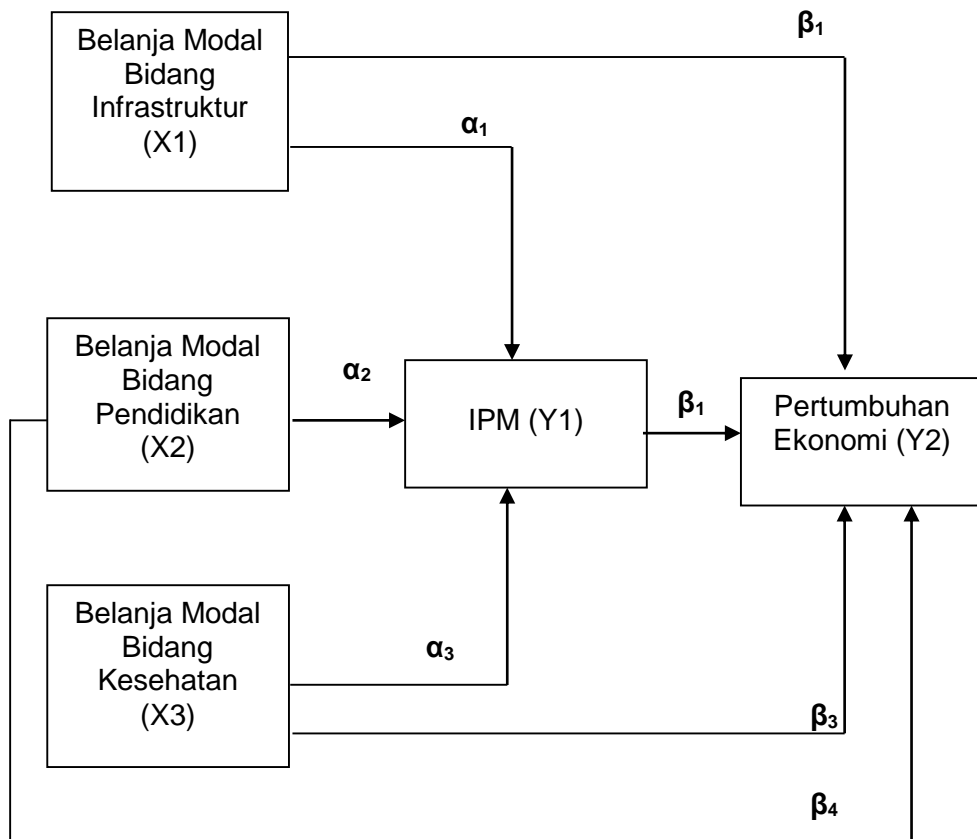 Belanja Modal
Bidang
Infrastruktur
(X1)
β₁
α₁
Belanja Modal
Bidang
Pendidikan
(X2)
α₂
IPM (Y1)
β₁
Pertumbuhan
Ekonomi (Y2)
Belanja Modal
Bidang
Kesehatan
(X3)
α₃
β₃
β₄